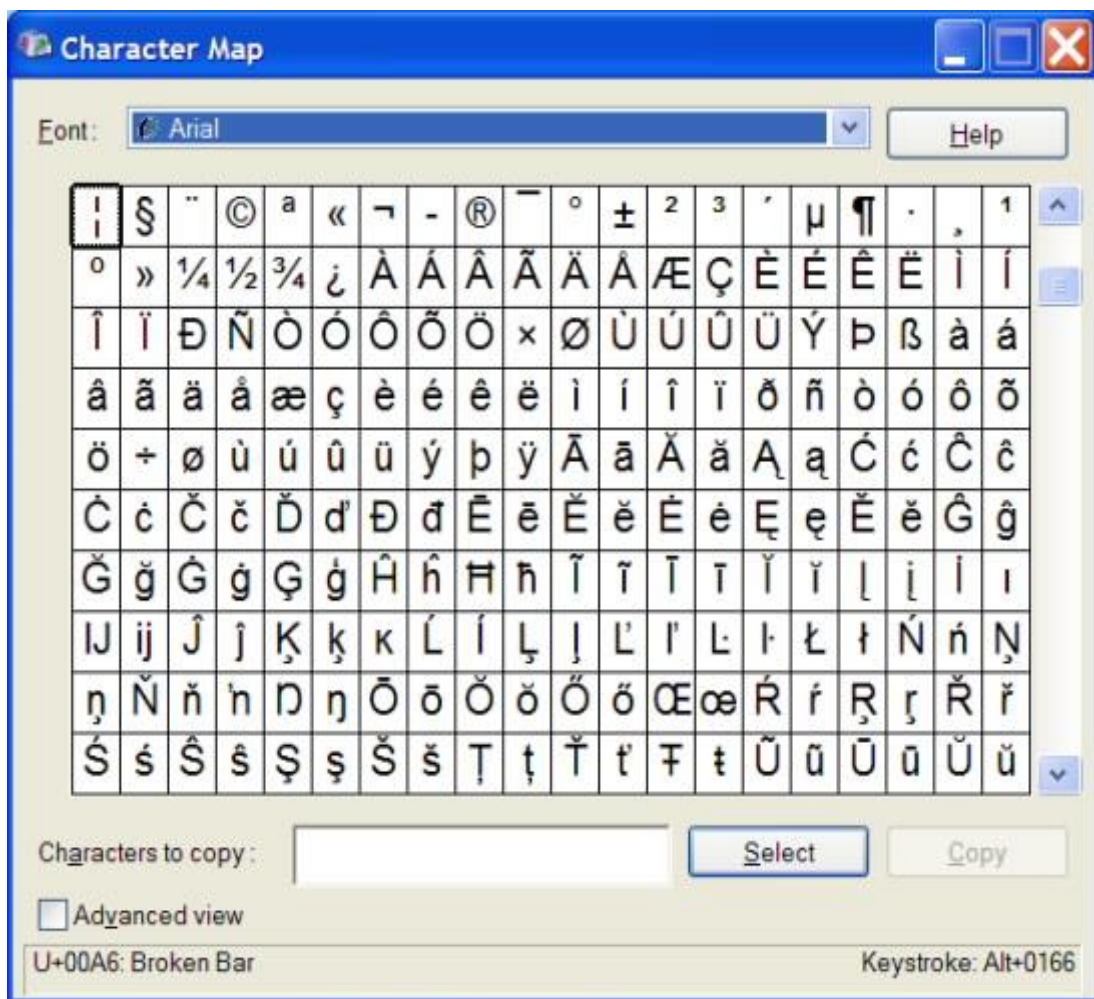 Character Map
Font: Arial Help
¦ § ¨ © ª « ¬ - ® ¯ ° ± ² ³ ´ µ ¶ · ¸ ¹
º » ¼ ½ ¾ ¿ À Á Â Ã Ä Å Æ Ç È É Ê Ë Ì Í
Î Ï Ð Ñ Ò Ó Ô Õ Ö × Ø Ù Ú Û Ü Ý Þ ß à á
â ã ä å æ ç è é ê ë ì í î ï ð ñ ò ó ô õ
ö ÷ ø ù ú û ü ý þ ÿ Ā ā Ă ă Ą ą Ć ć Ĉ ĉ
Ċ ċ Č č Ď ď Đ đ Ē ē Ĕ ĕ Ė ė Ę ę Ě ě Ĝ ĝ
Ğ ğ Ġ ġ Ģ ģ Ĥ ĥ Ħ ħ Ĩ ĩ Ī ī Ĭ ĭ Į į İ ı
Ĳ ĳ Ĵ ĵ Ķ ķ ĸ Ĺ ĺ Ļ ļ Ľ ľ Ŀ ŀ Ł ł Ń ń Ņ
ņ Ň ň ŉ Ŋ ŋ Ō ō Ŏ ŏ Ő ő Œ œ Ŕ ŕ Ŗ ŗ Ř ř
Ś ś Ŝ ŝ Ş ş Š š Ţ ţ Ť ť Ŧ ŧ Ũ ũ Ū ū Ŭ ŭ
Characters to copy : Select Copy
Advanced view
U+00A6: Broken Bar Keystroke: Alt+0166